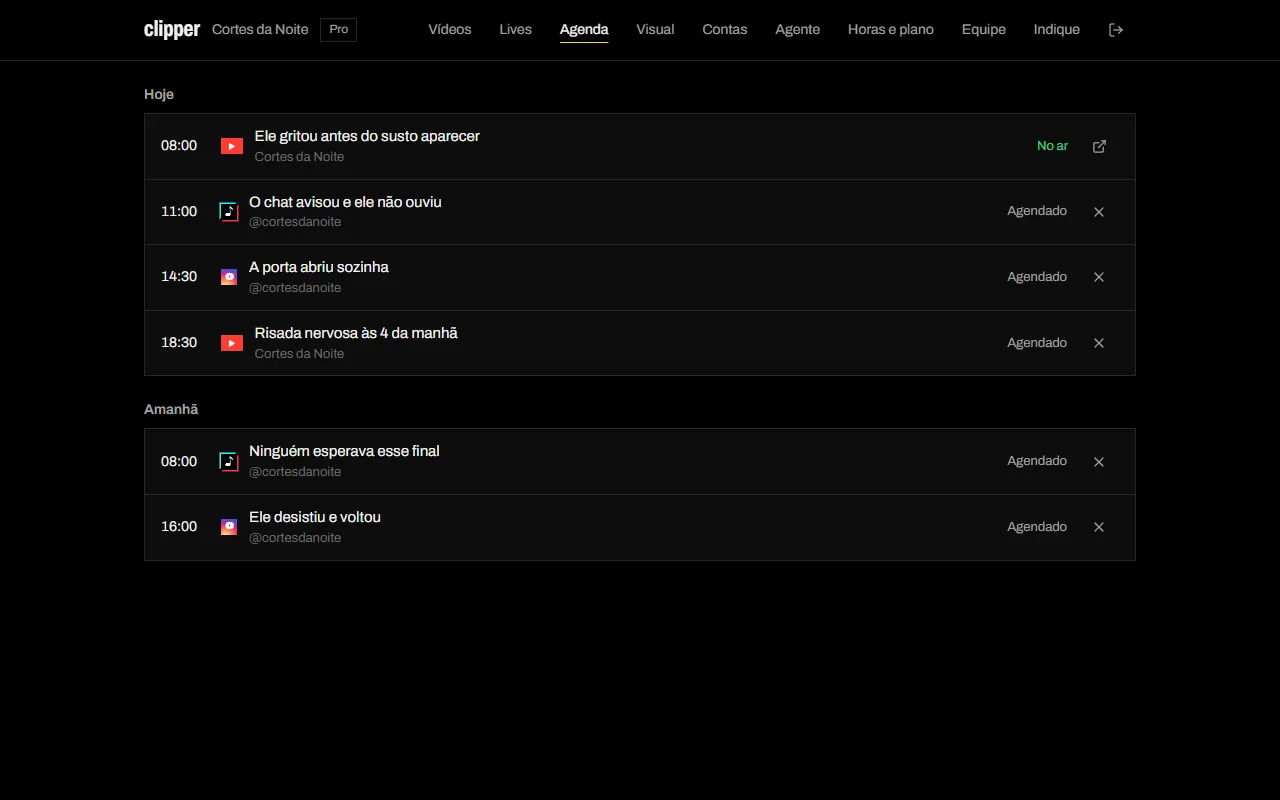 clipper Cortes da Noite Pro Vídeos Lives Agenda Visual Contas Agente Horas e plano Equipe Indique
Hoje
08:00 Ele gritou antes do susto aparecer No ar
Cortes da Noite
11:00 O chat avisou e ele não ouviu Agendado
@cortesdanoite
14:30 A porta abriu sozinha Agendado
@cortesdanoite
18:30 Risada nervosa às 4 da manhã Agendado
Cortes da Noite
Amanhã
08:00 Ninguém esperava esse final Agendado
@cortesdanoite
16:00 Ele desistiu e voltou Agendado
@cortesdanoite